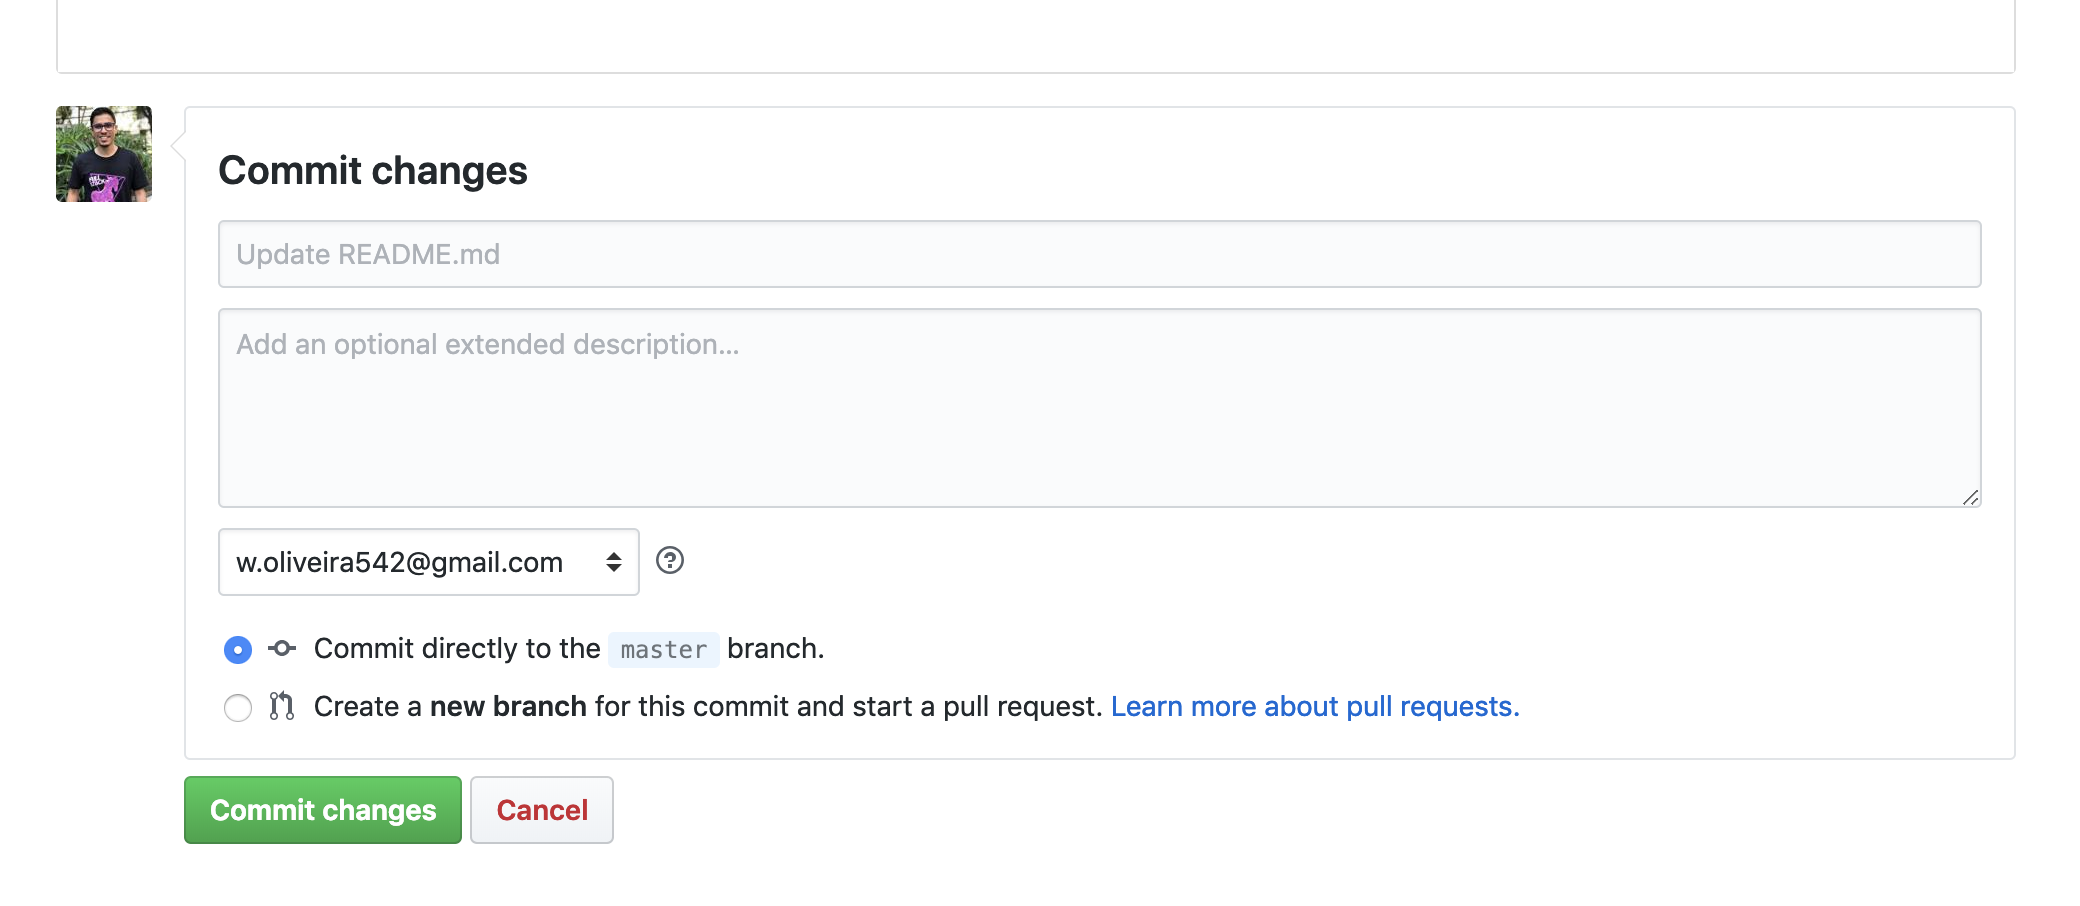 Commit changes
Update README.md
Add an optional extended description...
w.oliveira542@gmail.com
Commit directly to the master branch.
Create a new branch for this commit and start a pull request. Learn more about pull requests.
Commit changes
Cancel